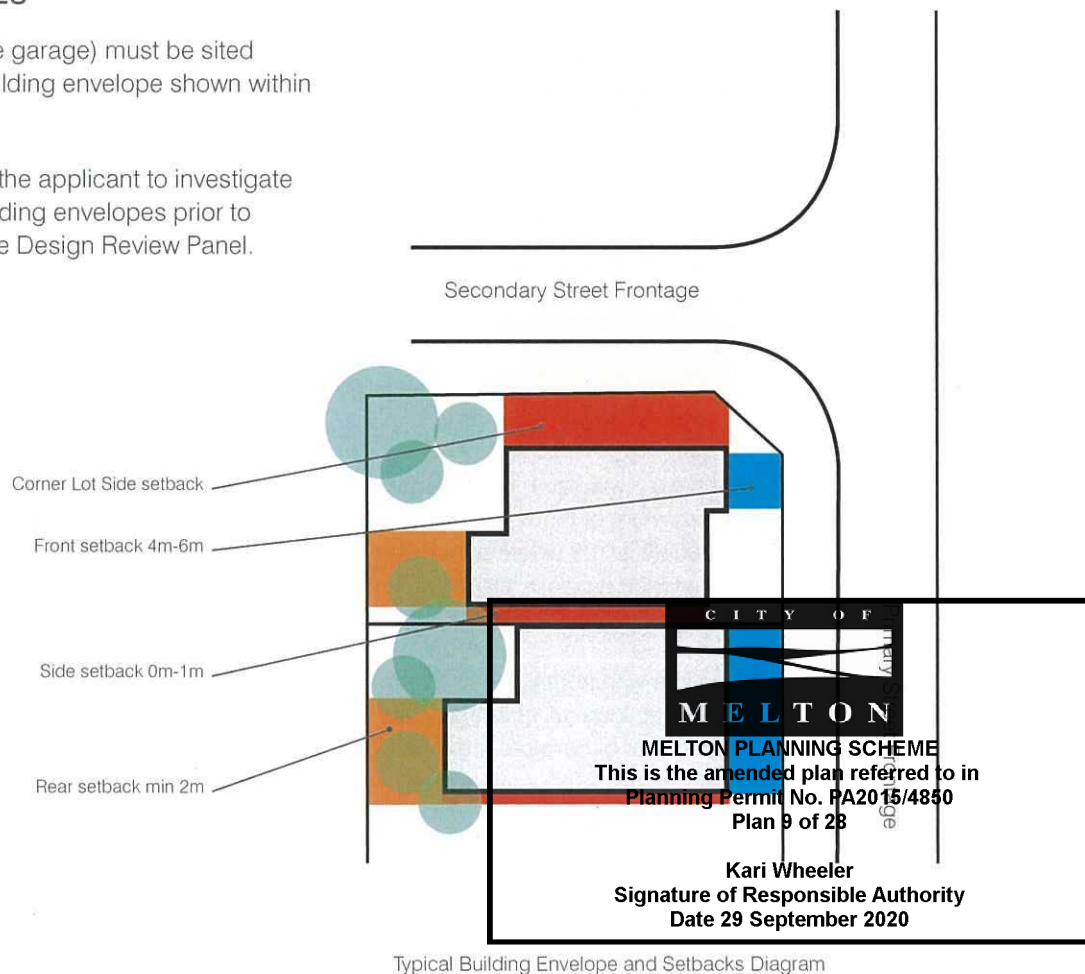 e garage) must be sited
ilding envelope shown within
the applicant to investigate
ding envelopes prior to
e Design Review Panel.
Secondary Street Frontage
Corner Lot Side setback
Front setback 4m-6m
Side setback 0m-1m
Rear setback min 2m
CITY OF
MELTON
MELTON PLANNING SCHEME
This is the amended plan referred to in
Planning Permit No. PA2015/4850
Plan 9 of 28
Kari Wheeler
Signature of Responsible Authority
Date 29 September 2020
Typical Building Envelope and Setbacks Diagram